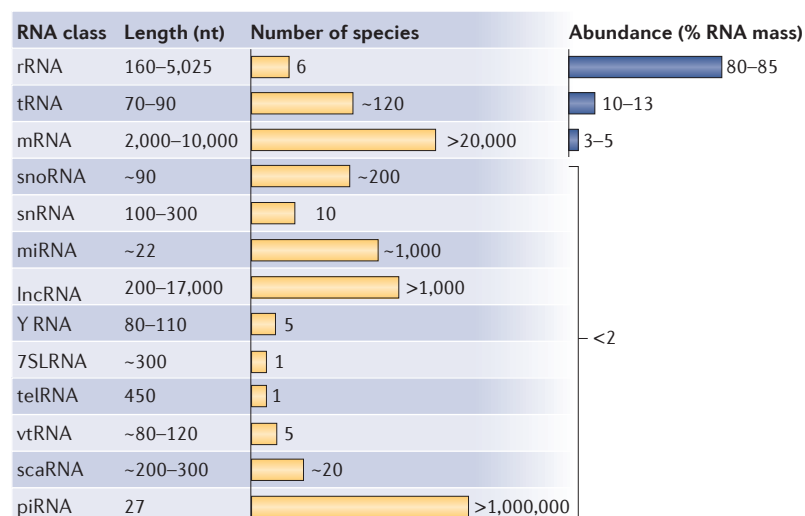 RNA class Length (nt) Number of species Abundance (% RNA mass)
rRNA 160–5,025 6 80–85
tRNA 70–90 ~120 10–13
mRNA 2,000–10,000 >20,000 3–5
snoRNA ~90 ~200
snRNA 100–300 10
miRNA ~22 ~1,000
lncRNA 200–17,000 >1,000
Y RNA 80–110 5
<2
7SLRNA ~300 1
telRNA 450 1
vtRNA ~80–120 5
scaRNA ~200–300 ~20
piRNA 27 >1,000,000